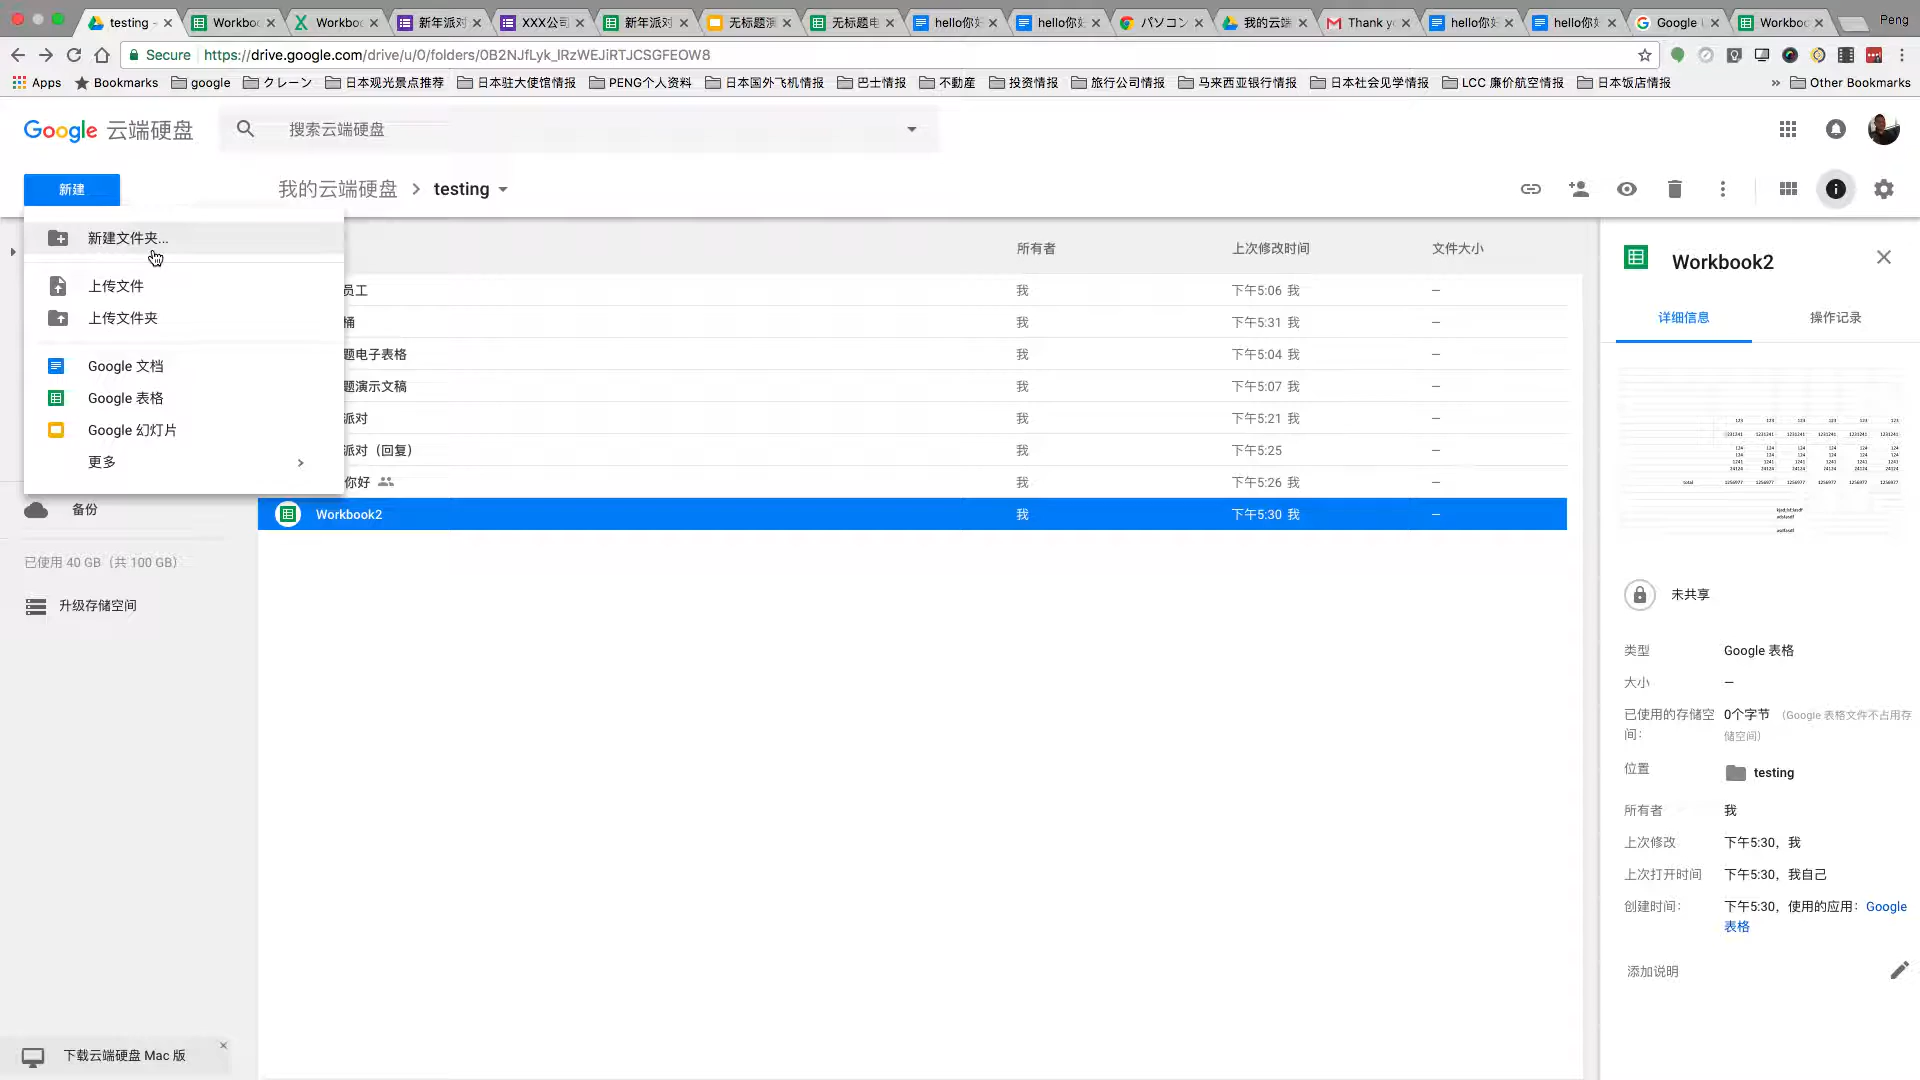 testing -
Workboo
Workboo
新年派对
XXX公司
新年派对
无标题演
无标题电
hello你好
hello你好
パソコン
我的云端
Thank yo
hello你好
hello你好
Google
Workboo
Peng
Secure
https://drive.google.com/drive/u/0/folders/0B2NJfLyk_lRzWEJiRTJCSGFEOW8
Apps
Bookmarks
google
クレーン
日本观光景点推荐
日本驻大使馆情报
PENG个人资料
日本国外飞机情报
巴士情报
不動産
投资情报
旅行公司情报
马来西亚银行情报
日本社会见学情报
LCC 廉价航空情报
日本饭店情报
» Other Bookmarks
Google 云端硬盘
搜索云端硬盘
新建
我的云端硬盘 > testing
新建文件夹...
上传文件
上传文件夹
Google 文档
Google 表格
Google 幻灯片
更多
备份
已使用 40 GB（共 100 GB）
升级存储空间
下载云端硬盘 Mac 版
所有者 上次修改时间 文件大小
员工 我 下午5:06 我 —
桶 我 下午5:31 我 —
题电子表格 我 下午5:04 我 —
题演示文稿 我 下午5:07 我 —
派对 我 下午5:21 我 —
派对（回复） 我 下午5:25 —
你好 我 下午5:26 我 —
Workbook2 我 下午5:30 我 —
Workbook2
详细信息 操作记录
未共享
类型 Google 表格
大小 —
已使用的存储空间： 0个字节 （Google 表格文件不占用存储空间）
位置 testing
所有者 我
上次修改 下午5:30，我
上次打开时间 下午5:30，我自己
创建时间： 下午5:30，使用的应用：Google 表格
添加说明